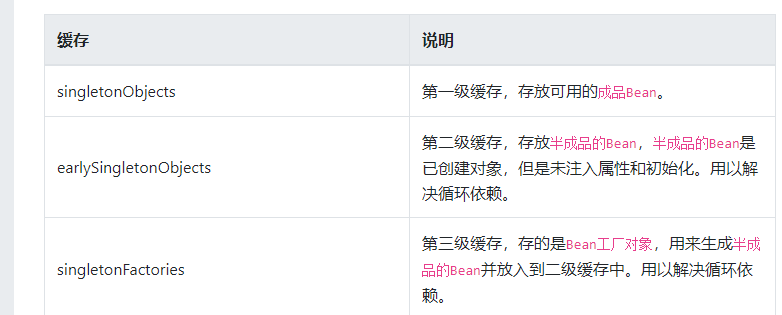 缓存
说明
singletonObjects
第一级缓存，存放可用的成品Bean。
earlySingletonObjects
第二级缓存，存放半成品的Bean，半成品的Bean是
已创建对象，但是未注入属性和初始化。用以解
决循环依赖。
singletonFactories
第三级缓存，存的是Bean工厂对象，用来生成半成
品的Bean并放入到二级缓存中。用以解决循环依
赖。